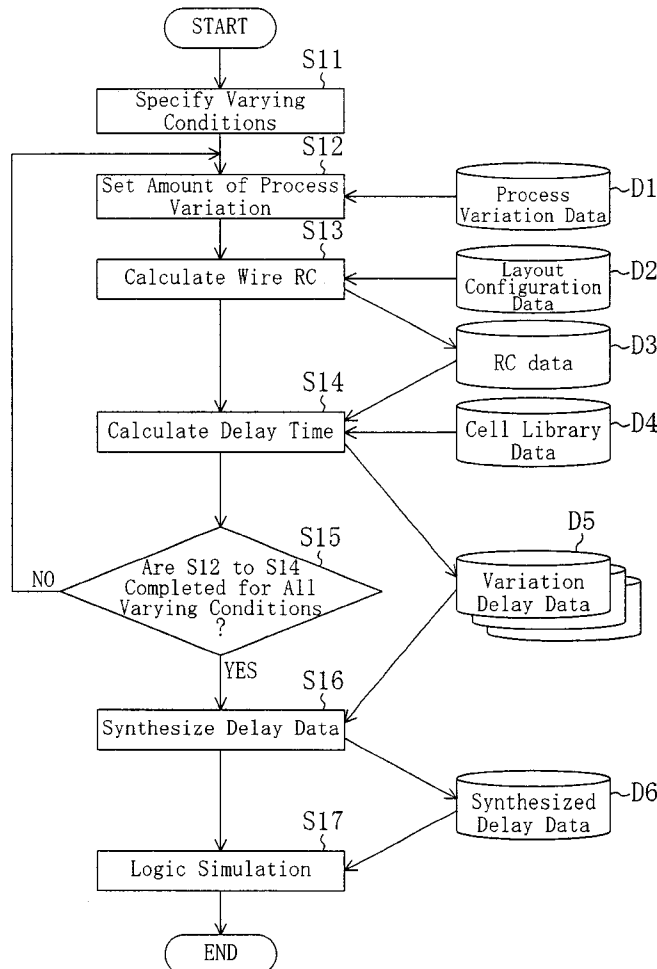 START
S11
Specify Varying
Conditions
S12
Set Amount of Process
Variation
Process
Variation Data
D1
S13
Calculate Wire RC
Layout
Configuration
Data
D2
RC data
D3
S14
Calculate Delay Time
Cell Library
Data
D4
S15
Are S12 to S14
Completed for All
Varying Conditions
?
NO
YES
D5
Variation
Delay Data
S16
Synthesize Delay Data
Synthesized
Delay Data
D6
S17
Logic Simulation
END